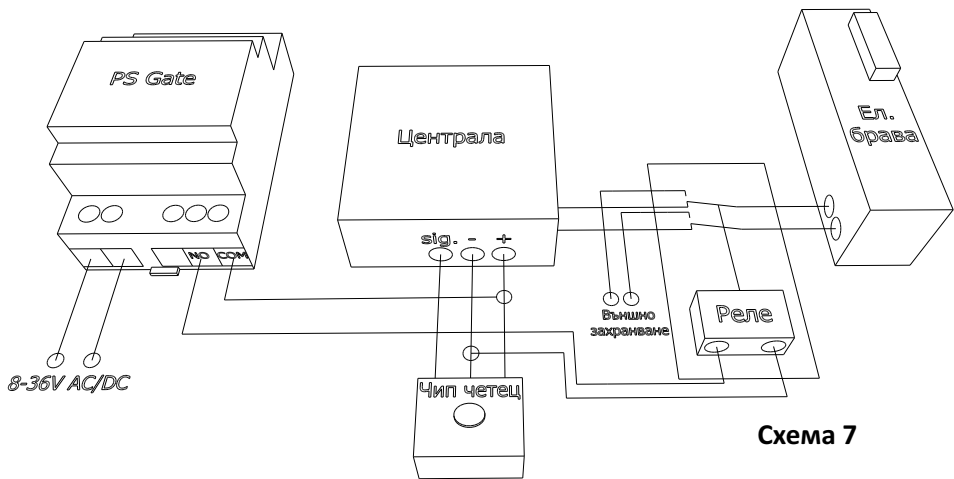 PS Gate
Централа
Ел.
брава
sig. - +
NO COM
Външно
захранване
Реле
8-36V AC/DC
Чип четец
Схема 7